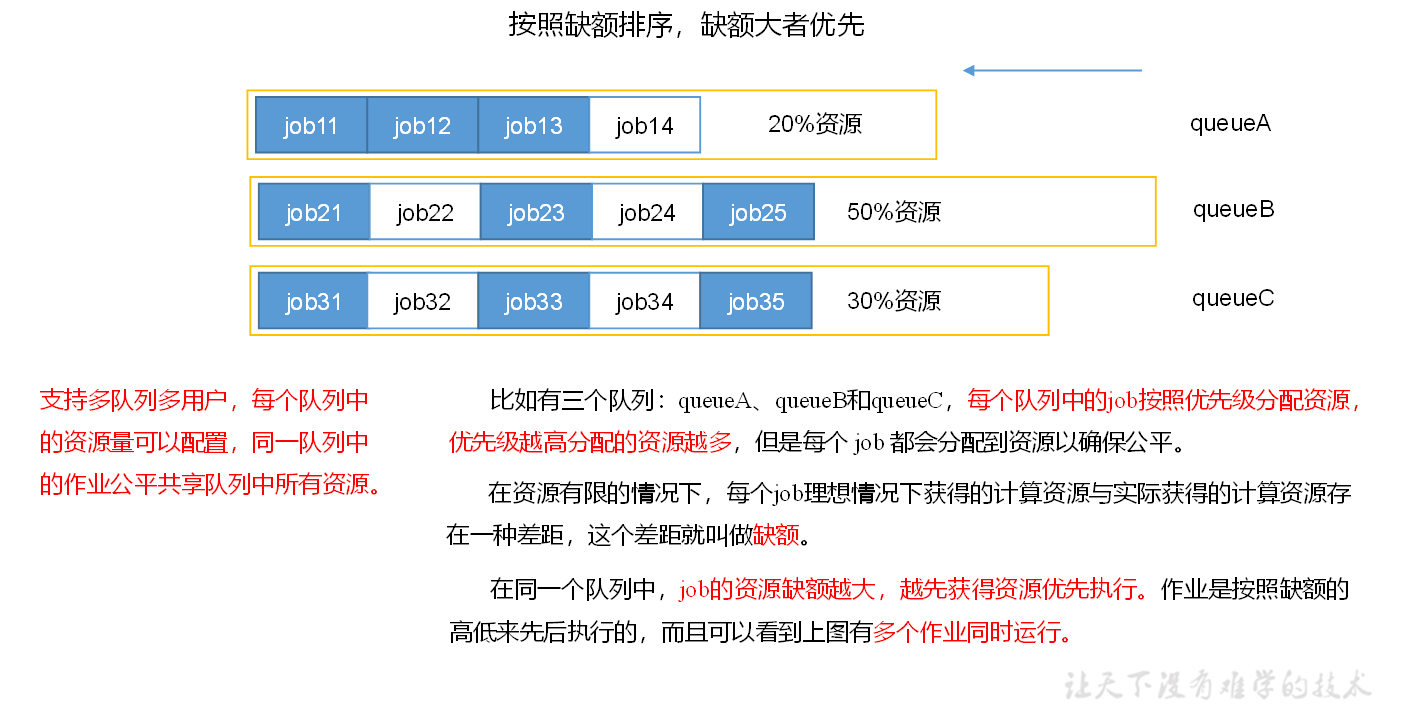 按照缺额排序，缺额大者优先
job11 job12 job13 job14 20%资源 queueA
job21 job22 job23 job24 job25 50%资源 queueB
job31 job32 job33 job34 job35 30%资源 queueC
支持多队列多用户，每个队列中
的资源量可以配置，同一队列中
的作业公平共享队列中所有资源。
比如有三个队列：queueA、queueB和queueC，每个队列中的job按照优先级分配资源，
优先级越高分配的资源越多，但是每个 job 都会分配到资源以确保公平。
在资源有限的情况下，每个job理想情况下获得的计算资源与实际获得的计算资源存
在一种差距，这个差距就叫做缺额。
在同一个队列中，job的资源缺额越大，越先获得资源优先执行。作业是按照缺额的
高低来先后执行的，而且可以看到上图有多个作业同时运行。
让天下没有难学的技术